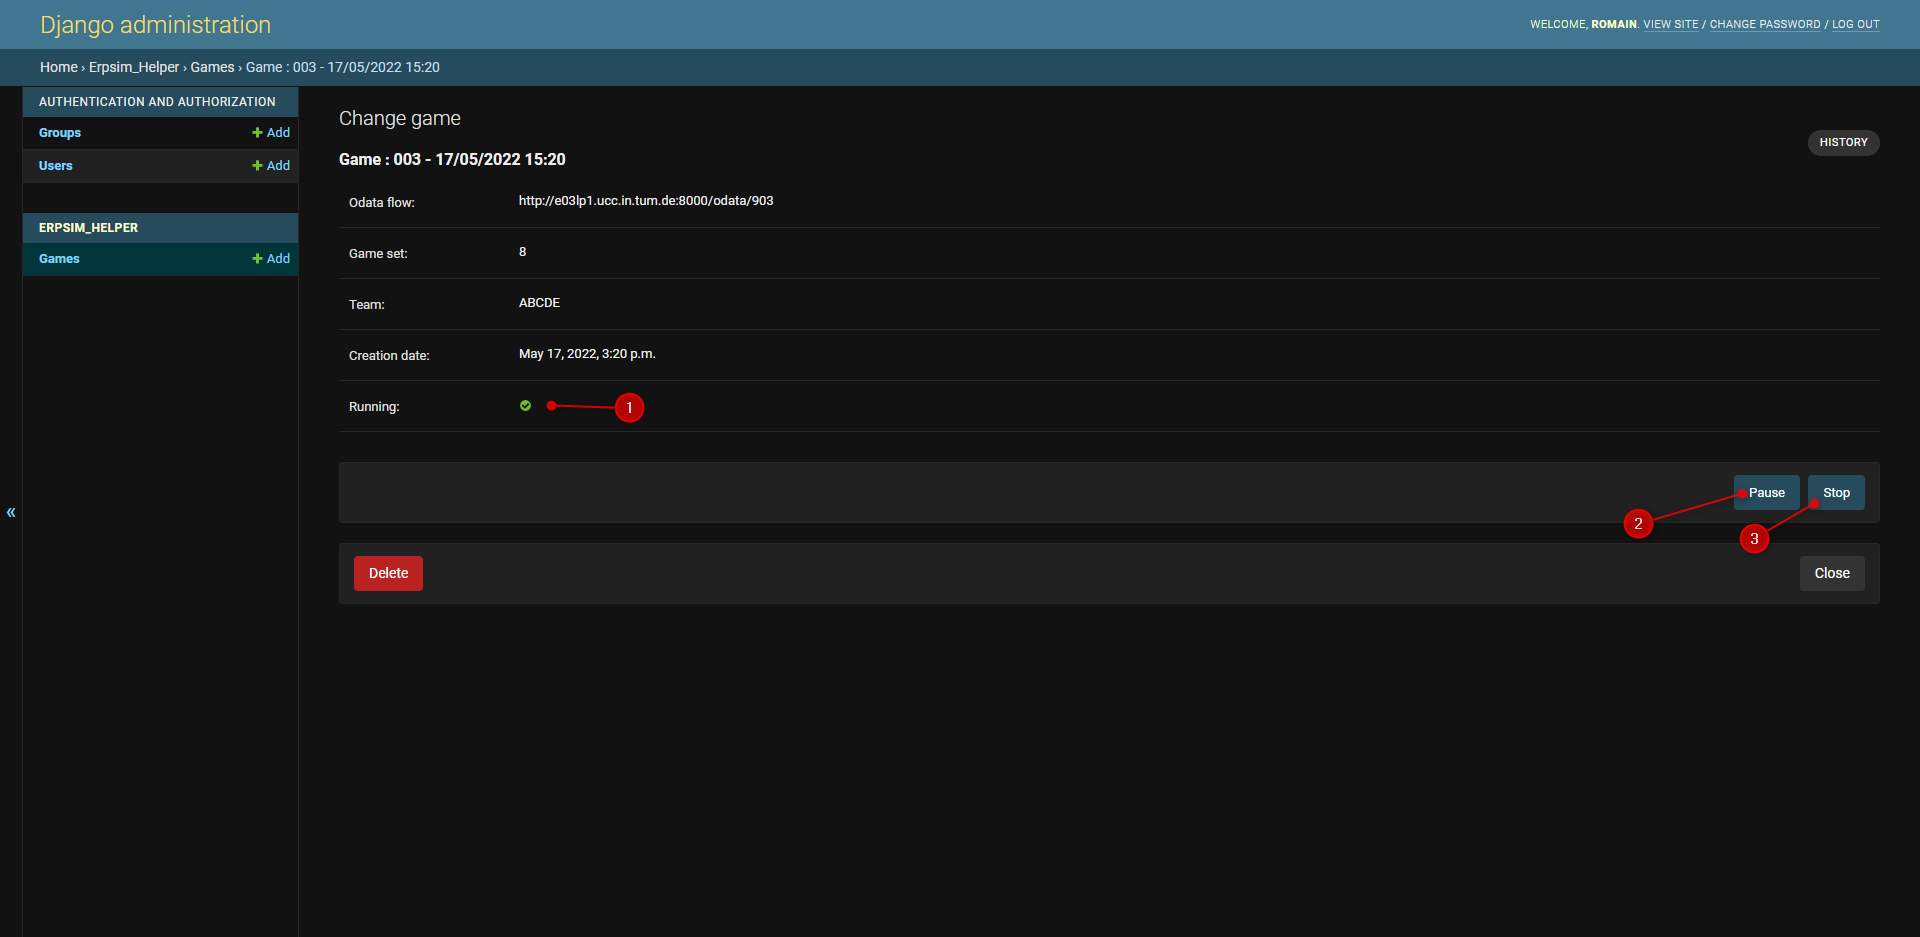 Django administration
WELCOME, ROMAIN. VIEW SITE / CHANGE PASSWORD / LOG OUT
Home › Erpsim_Helper › Games › Game : 003 - 17/05/2022 15:20
AUTHENTICATION AND AUTHORIZATION
Groups + Add
Users + Add
ERPSIM_HELPER
Games + Add
«
Change game
HISTORY
Game : 003 - 17/05/2022 15:20
Odata flow: http://e03lp1.ucc.in.tum.de:8000/odata/903
Game set: 8
Team: ABCDE
Creation date: May 17, 2022, 3:20 p.m.
Running: 1
Pause Stop
2 3
Delete Close